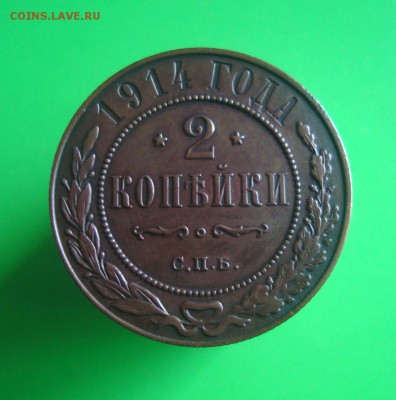 COINS.LAVE.RU
1914 ГОДА
* 2 *
КОПѢЙКИ
С.П.Б.